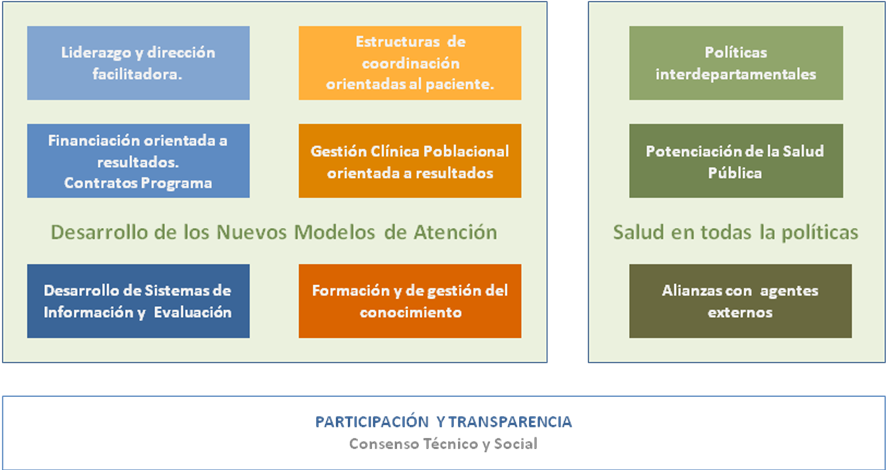 Liderazgo y dirección
facilitadora.
Estructuras de
coordinación
orientadas al paciente.
Financiación orientada a
resultados.
Contratos Programa
Gestión Clínica Poblacional
orientada a resultados
Desarrollo de los Nuevos Modelos de Atención
Desarrollo de Sistemas de
Información y Evaluación
Formación y de gestión del
conocimiento
Políticas
interdepartamentales
Potenciación de la Salud
Pública
Salud en todas la políticas
Alianzas con agentes
externos
PARTICIPACIÓN Y TRANSPARENCIA
Consenso Técnico y Social